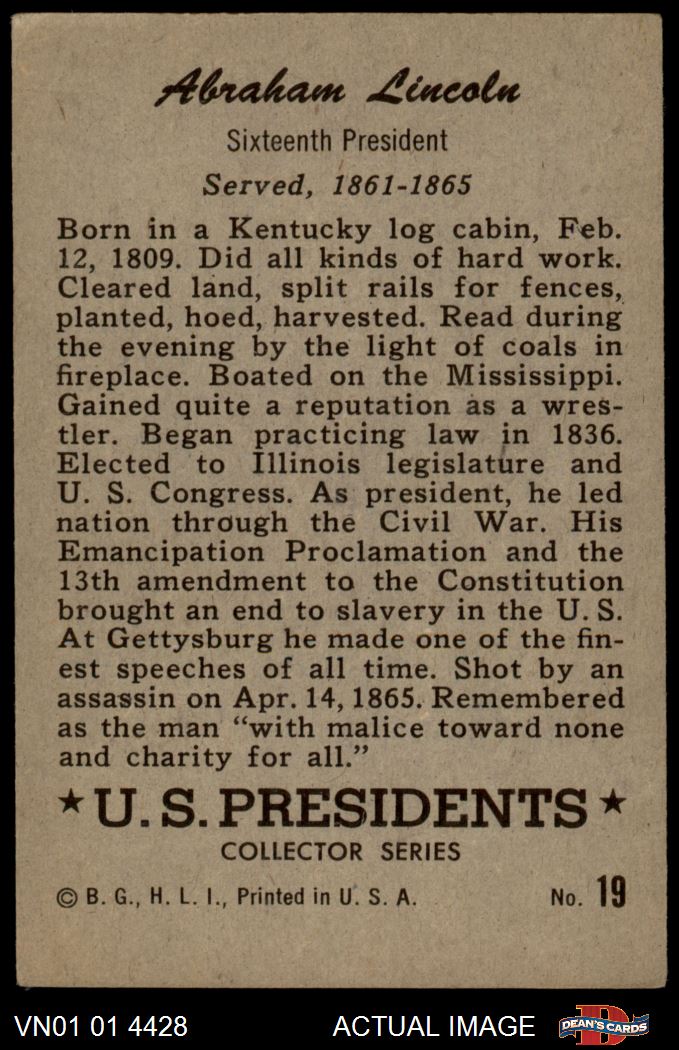 Abraham Lincoln
Sixteenth President
Served, 1861-1865
Born in a Kentucky log cabin, Feb.
12, 1809. Did all kinds of hard work.
Cleared land, split rails for fences,
planted, hoed, harvested. Read during
the evening by the light of coals in
fireplace. Boated on the Mississippi.
Gained quite a reputation as a wres-
tler. Began practicing law in 1836.
Elected to Illinois legislature and
U. S. Congress. As president, he led
nation through the Civil War. His
Emancipation Proclamation and the
13th amendment to the Constitution
brought an end to slavery in the U. S.
At Gettysburg he made one of the fin-
est speeches of all time. Shot by an
assassin on Apr. 14, 1865. Remembered
as the man “with malice toward none
and charity for all.”
★ U. S. PRESIDENTS ★
COLLECTOR SERIES
© B. G., H. L. I., Printed in U. S. A. No. 19
VN01 01 4428 ACTUAL IMAGE DEAN'S CARDS